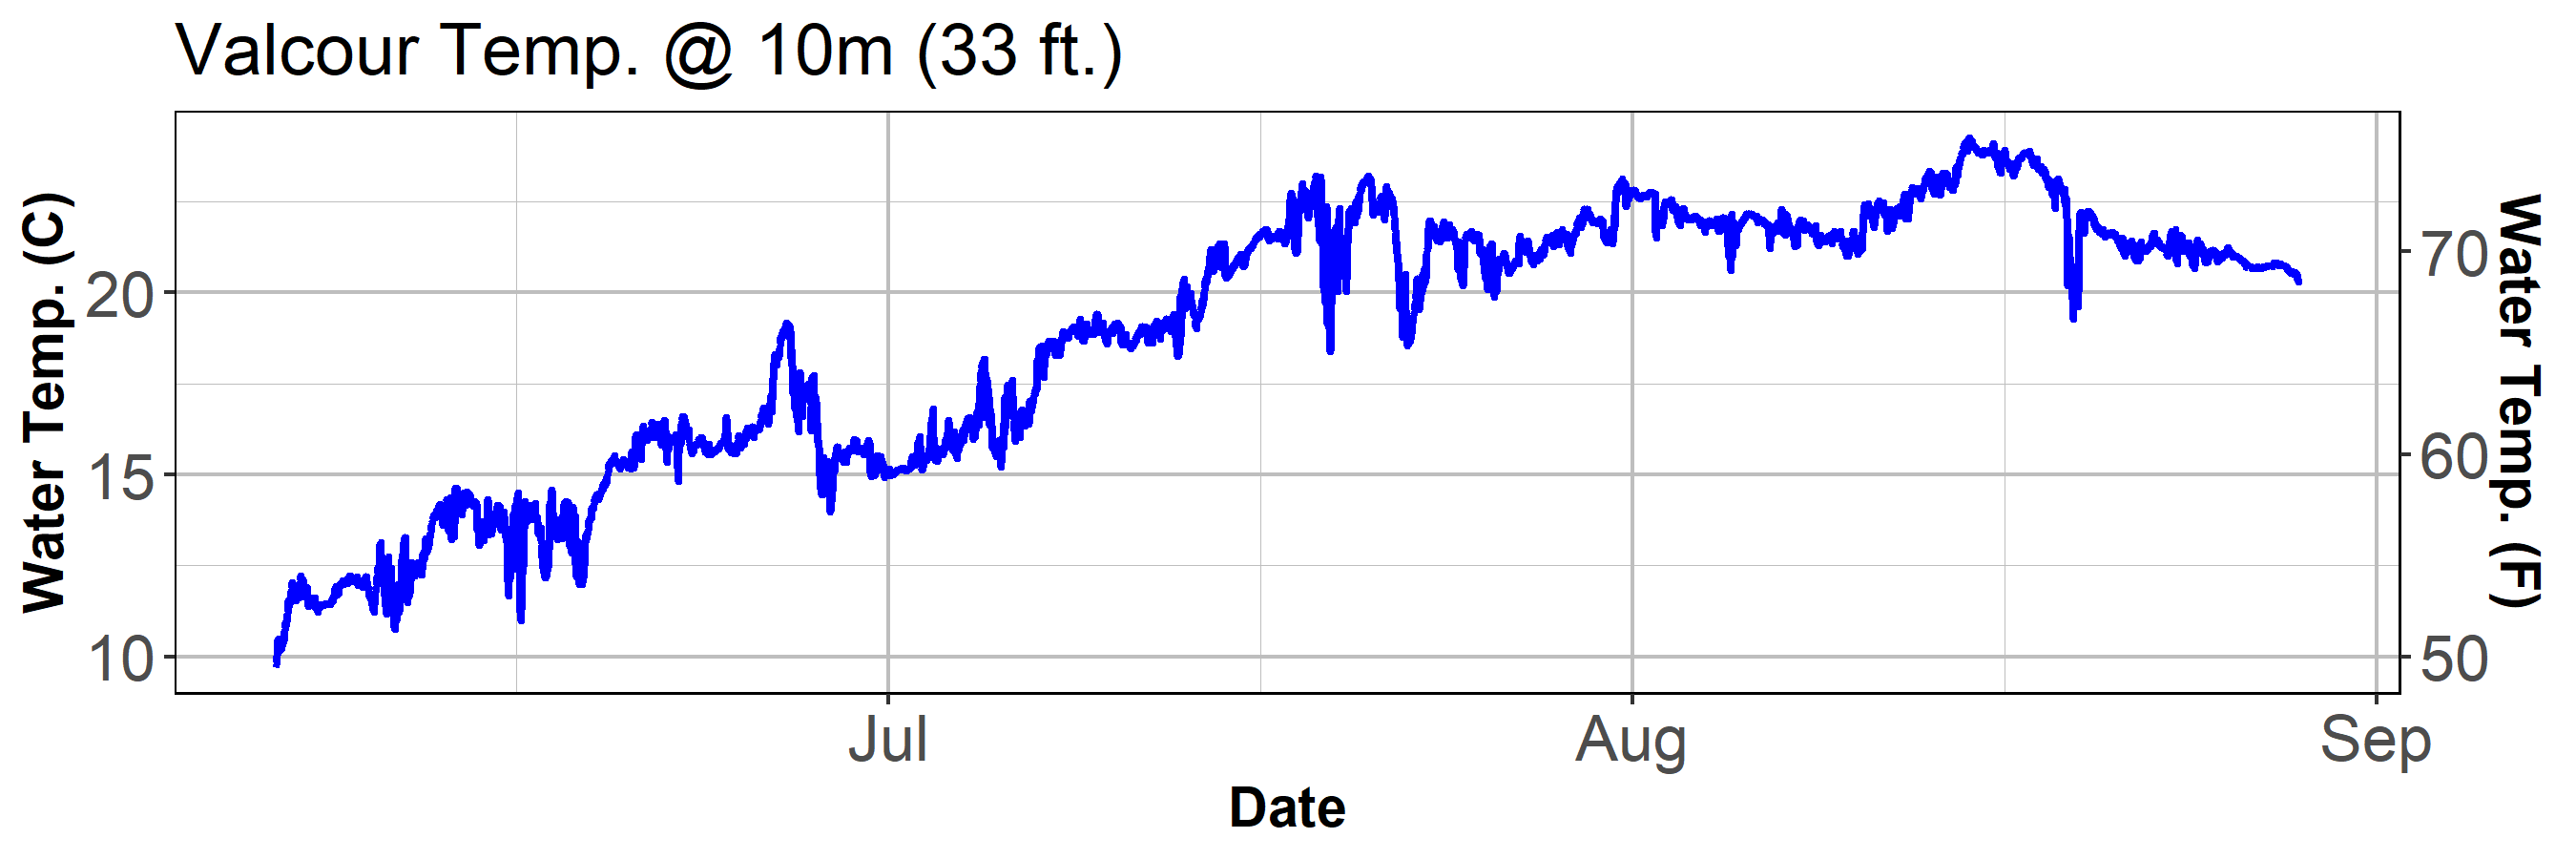 Valcour Temp. @ 10m (33 ft.)
Water Temp. (C)
20
15
10
70
60
50
Water Temp. (F)
Jul
Aug
Sep
Date